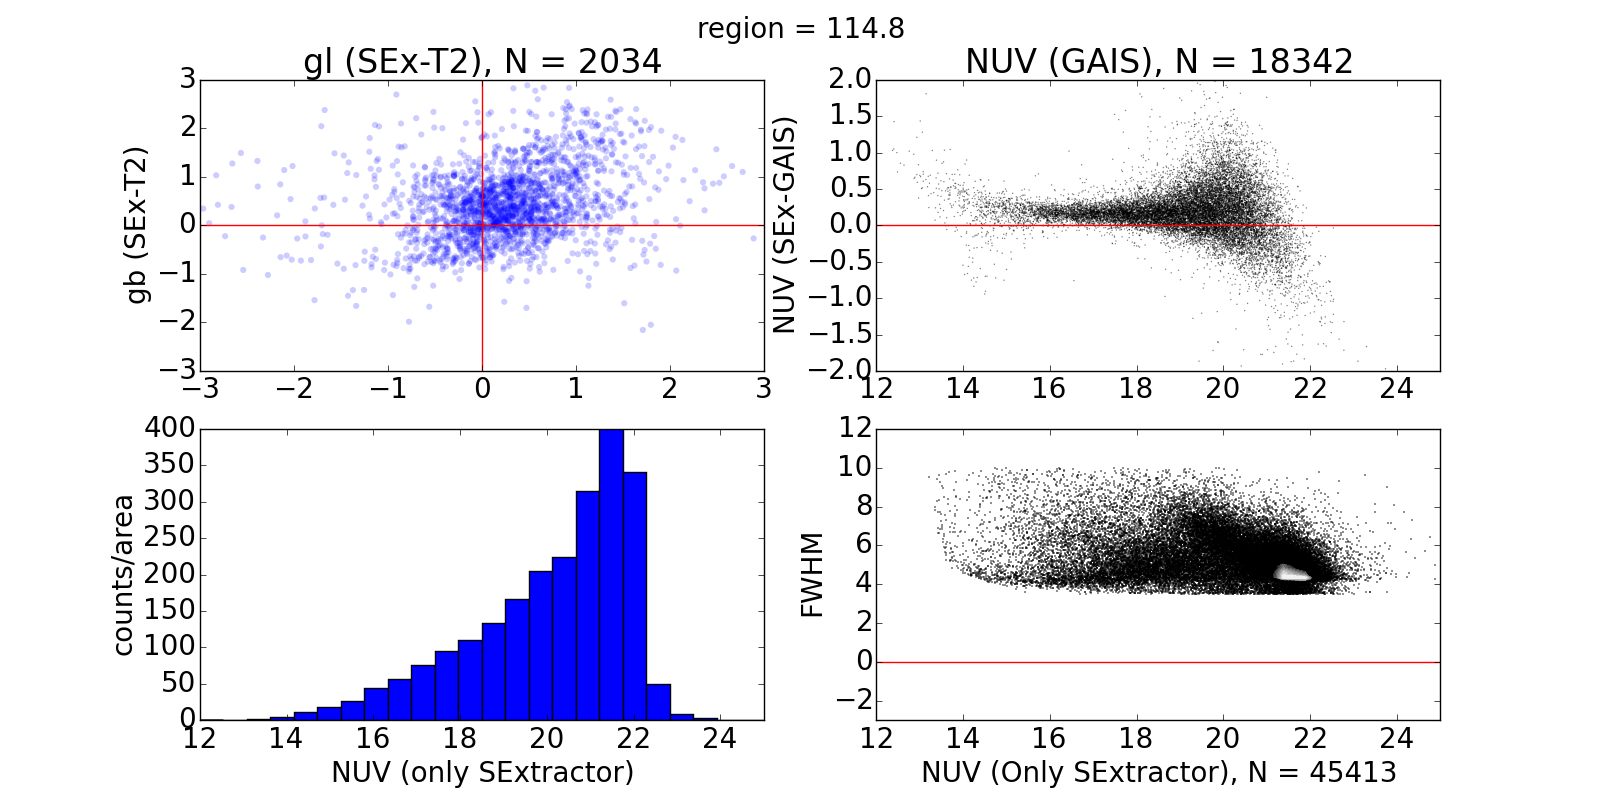 region = 114.8
gl (SEx-T2), N = 2034
gb (SEx-T2)
3
2
1
0
−1
−2
−3
−3 −2 −1 0 1 2 3
NUV (GAIS), N = 18342
NUV (SEx-GAIS)
2.0
1.5
1.0
0.5
0.0
−0.5
−1.0
−1.5
−2.0
12 14 16 18 20 22 24
counts/area
400
350
300
250
200
150
100
50
0
12 14 16 18 20 22 24
NUV (only SExtractor)
FWHM
12
10
8
6
4
2
0
−2
12 14 16 18 20 22 24
NUV (Only SExtractor), N = 45413